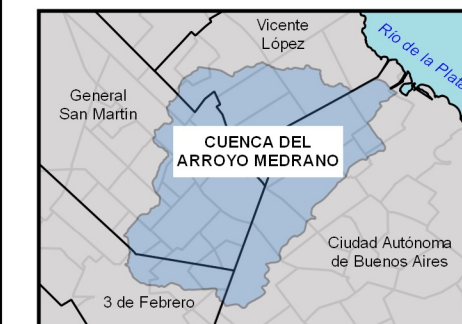 Vicente
López
Río de la Plata
General
San Martin
CUENCA DEL
ARROYO MEDRANO
Ciudad Autónoma
de Buenos Aires
3 de Febrero